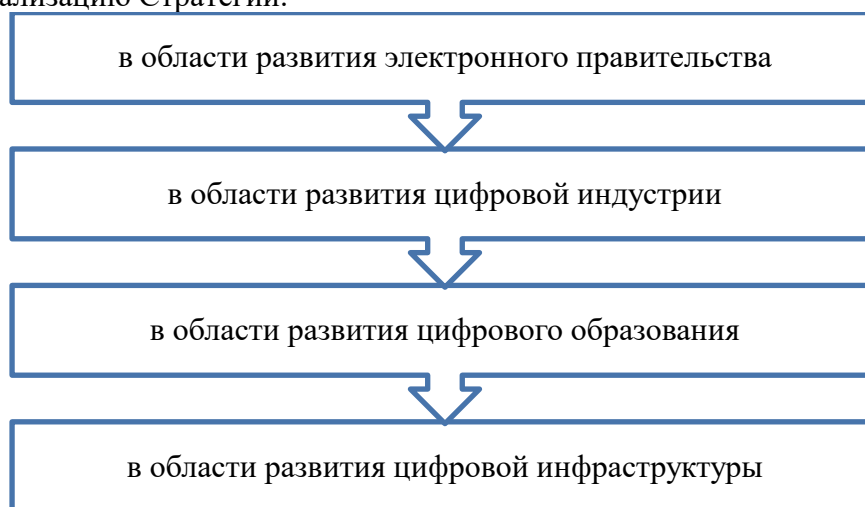 ализацию Стратегии:
в области развития электронного правительства
в области развития цифровой индустрии
в области развития цифрового образования
в области развития цифровой инфраструктуры